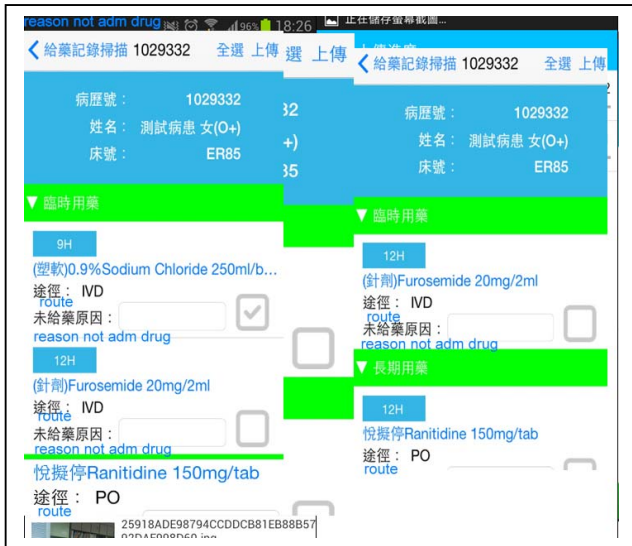 reason not adm drug
96% 18:26
給藥記錄掃描 1029332 全選 上傳
病歷號： 1029332
姓名： 測試病患 女(O+)
床號： ER85
▼ 臨時用藥
9H
(塑軟)0.9%Sodium Chloride 250ml/b...
途徑： IVD
route
未給藥原因：
reason not adm drug
12H
(針劑)Furosemide 20mg/2ml
途徑： IVD
route
未給藥原因：
reason not adm drug
悅擬停Ranitidine 150mg/tab
途徑： PO
route
25918ADE98794CCDDCB81EB88B57
選 上傳
32
+)
35
正在儲存螢幕截圖...
給藥記錄掃描 1029332 全選 上傳
病歷號： 1029332
姓名： 測試病患 女(O+)
床號： ER85
▼ 臨時用藥
12H
(針劑)Furosemide 20mg/2ml
途徑： IVD
route
未給藥原因：
reason not adm drug
▼ 長期用藥
12H
悅擬停Ranitidine 150mg/tab
途徑： PO
route